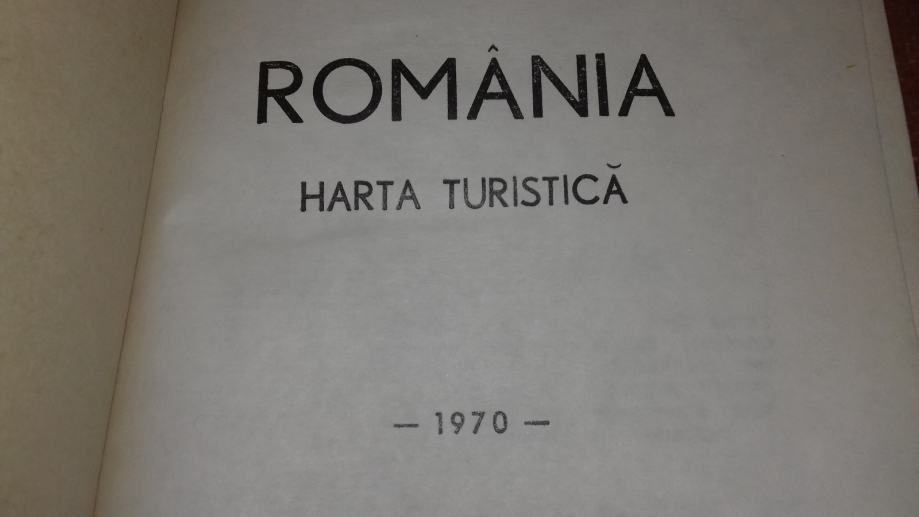 ROMÂNIA
HARTA TURISTICĂ
— 1970 —